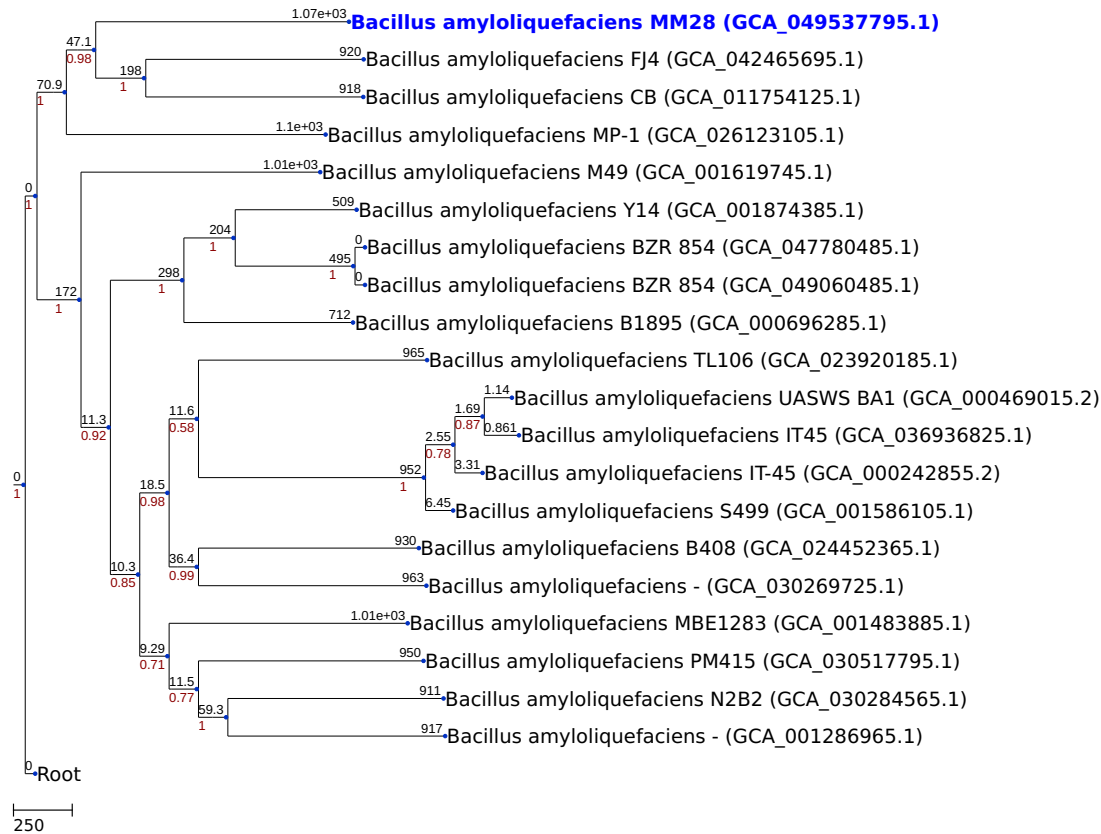 1.07e+03
Bacillus amyloliquefaciens MM28 (GCA_049537795.1)
47.1
0.98
920
Bacillus amyloliquefaciens FJ4 (GCA_042465695.1)
198
1
918
Bacillus amyloliquefaciens CB (GCA_011754125.1)
70.9
1
1.1e+03
Bacillus amyloliquefaciens MP-1 (GCA_026123105.1)
1.01e+03
Bacillus amyloliquefaciens M49 (GCA_001619745.1)
0
1
509
Bacillus amyloliquefaciens Y14 (GCA_001874385.1)
204
1
0
Bacillus amyloliquefaciens BZR 854 (GCA_047780485.1)
495
1
0
Bacillus amyloliquefaciens BZR 854 (GCA_049060485.1)
298
1
172
1
712
Bacillus amyloliquefaciens B1895 (GCA_000696285.1)
965
Bacillus amyloliquefaciens TL106 (GCA_023920185.1)
1.14
Bacillus amyloliquefaciens UASWS BA1 (GCA_000469015.2)
11.6
0.58
1.69
0.87
0.861
Bacillus amyloliquefaciens IT45 (GCA_036936825.1)
11.3
0.92
2.55
0.78
3.31
Bacillus amyloliquefaciens IT-45 (GCA_000242855.2)
952
1
0
1
18.5
0.98
6.45
Bacillus amyloliquefaciens S499 (GCA_001586105.1)
930
Bacillus amyloliquefaciens B408 (GCA_024452365.1)
36.4
0.99
10.3
0.85
963
Bacillus amyloliquefaciens - (GCA_030269725.1)
1.01e+03
Bacillus amyloliquefaciens MBE1283 (GCA_001483885.1)
9.29
0.71
950
Bacillus amyloliquefaciens PM415 (GCA_030517795.1)
11.5
0.77
911
Bacillus amyloliquefaciens N2B2 (GCA_030284565.1)
59.3
1
917
Bacillus amyloliquefaciens - (GCA_001286965.1)
0
Root
250